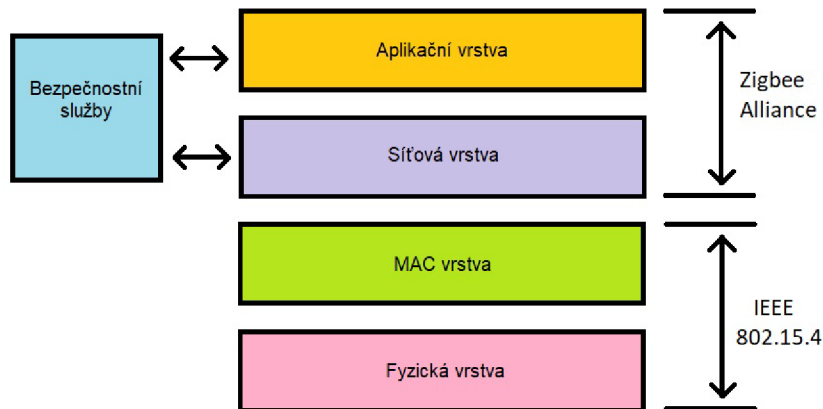 Aplikační vrstva
Bezpečnostní
služby
Zigbee
Alliance
Síťová vrstva
MAC vrstva
IEEE
802.15.4
Fyzická vrstva